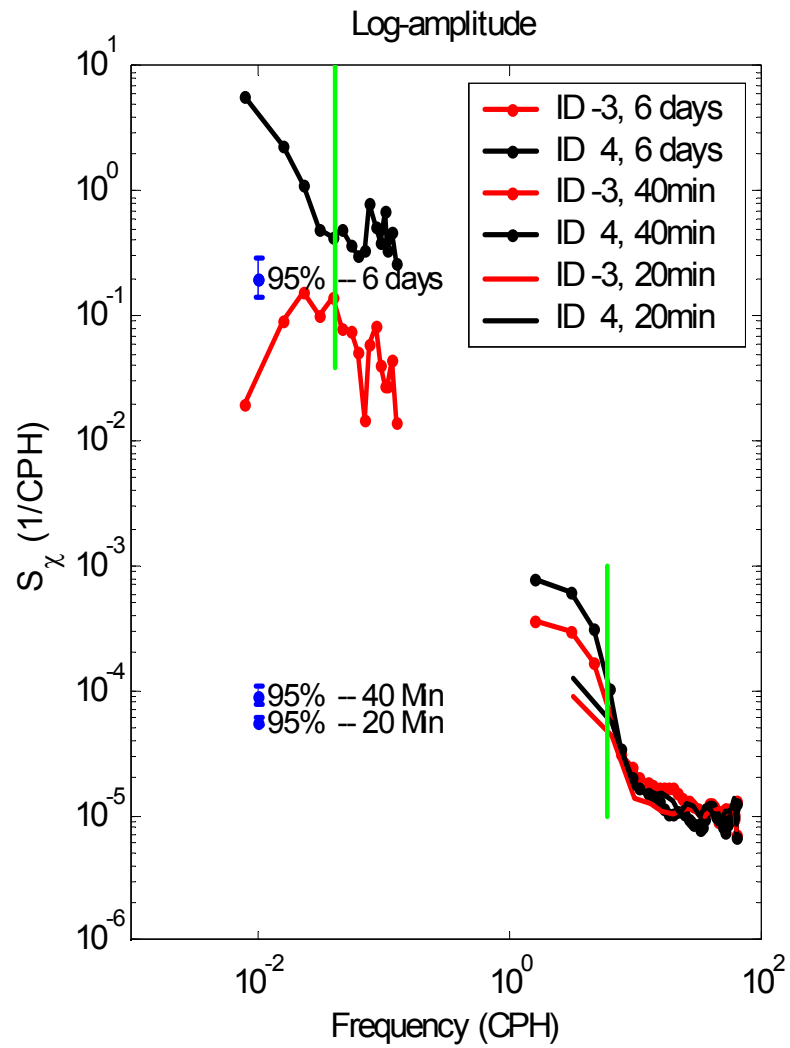 Log-amplitude
10^1
10^0
10^-1
10^-2
10^-3
10^-4
10^-5
10^-6
S_χ (1/CPH)
ID -3, 6 days
ID 4, 6 days
ID -3, 40min
ID 4, 40min
ID -3, 20min
ID 4, 20min
95% -- 6 days
95% -- 40 Min
95% -- 20 Min
10^-2
10^0
10^2
Frequency (CPH)